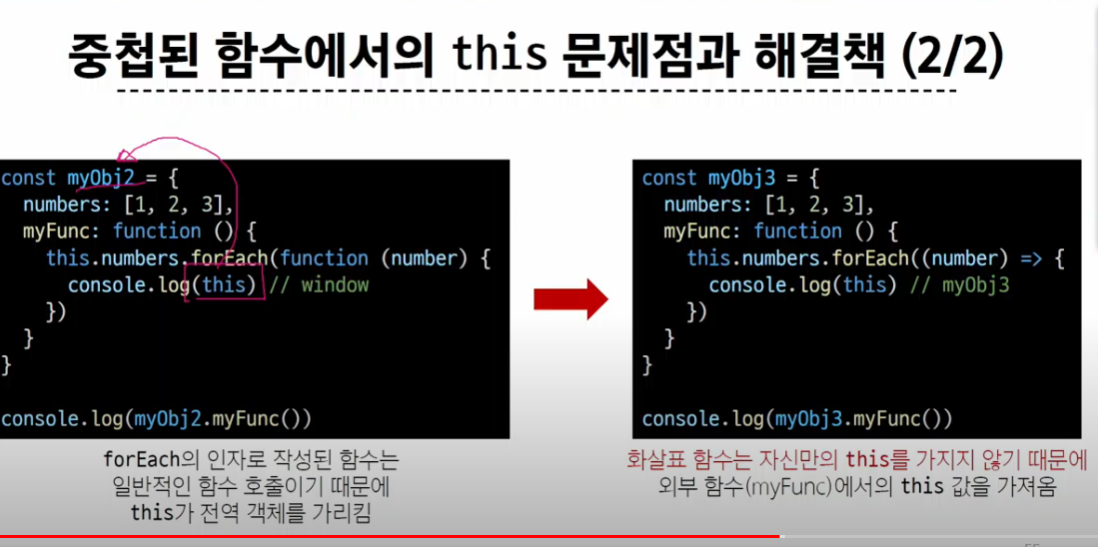 중첩된 함수에서의 this 문제점과 해결책 (2/2)
const myObj2 = {
  numbers: [1, 2, 3],
  myFunc: function () {
    this.numbers.forEach(function (number) {
      console.log(this) // window
    })
  }
}
console.log(myObj2.myFunc())
forEach의 인자로 작성된 함수는
일반적인 함수 호출이기 때문에
this가 전역 객체를 가리킴
const myObj3 = {
  numbers: [1, 2, 3],
  myFunc: function () {
    this.numbers.forEach((number) => {
      console.log(this) // myObj3
    })
  }
}
console.log(myObj3.myFunc())
화살표 함수는 자신만의 this를 가지지 않기 때문에
외부 함수(myFunc)에서의 this 값을 가져옴